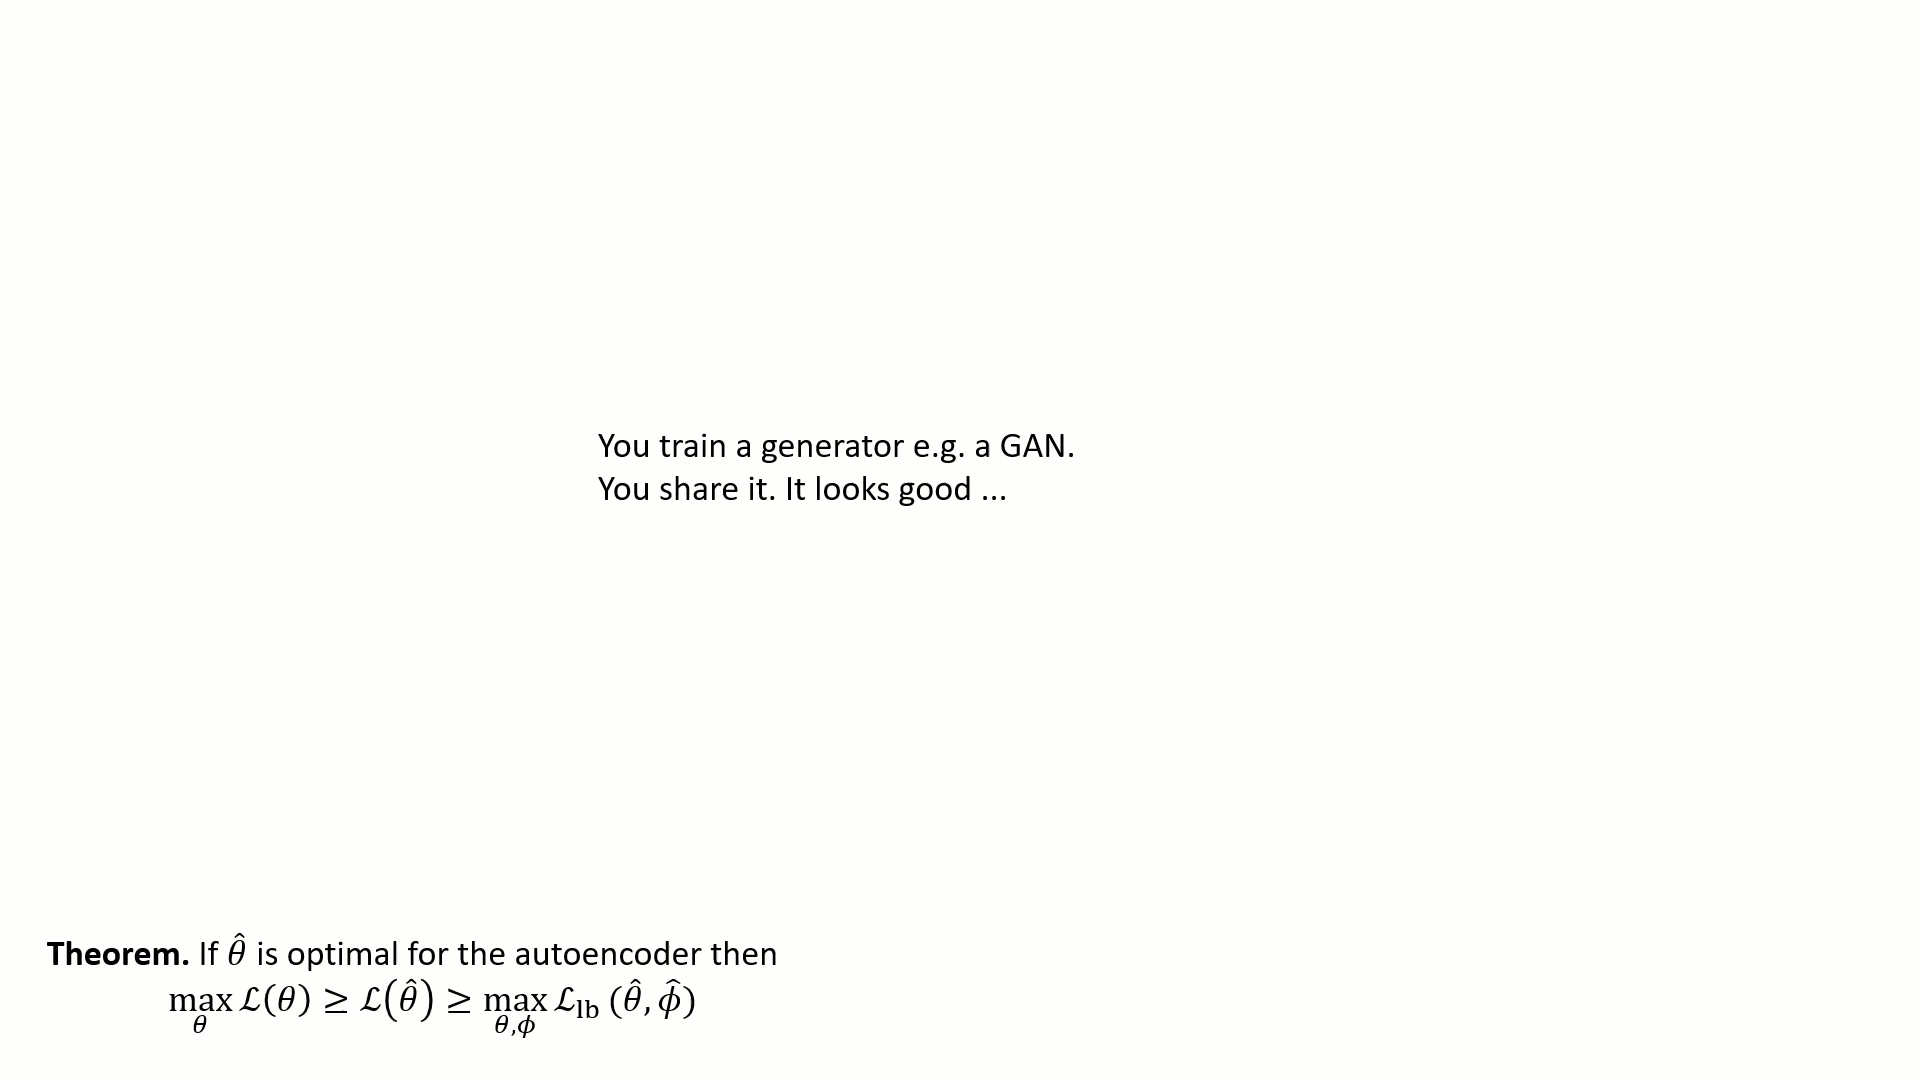 You train a generator e.g. a GAN.
You share it. It looks good ...
Theorem. If θ̂ is optimal for the autoencoder then
max_θ ℒ(θ) ≥ ℒ(θ̂) ≥ max_{θ,ϕ} ℒ_lb (θ̂, ϕ̂)